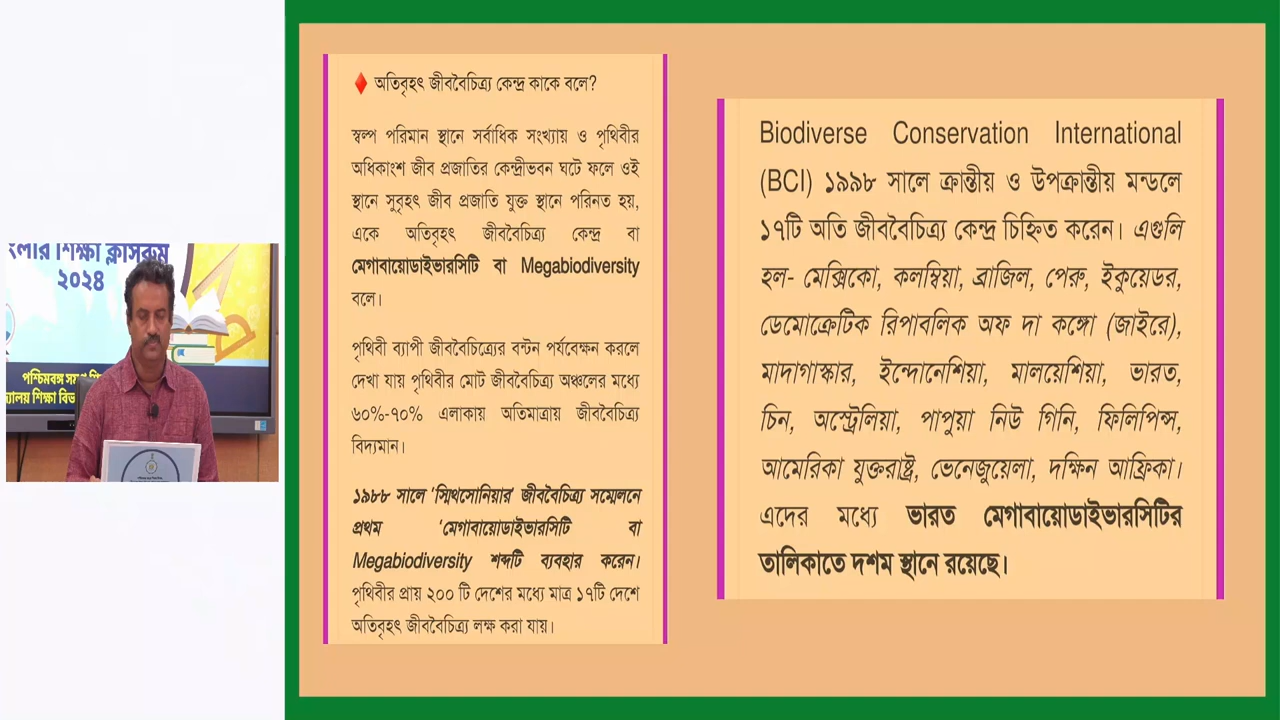 ◆ অতিবৃহৎ জীববৈচিত্র্য কেন্দ্র কাকে বলে?
স্বল্প পরিমান স্থানে সর্বাধিক সংখ্যায় ও পৃথিবীর
অধিকাংশ জীব প্রজাতির কেন্দ্রীভবন ঘটে ফলে ওই
স্থানে সুবৃহৎ জীব প্রজাতি যুক্ত স্থানে পরিনত হয়,
একে অতিবৃহৎ জীববৈচিত্র্য কেন্দ্র বা
মেগাবায়োডাইভারসিটি বা Megabiodiversity
বলে।
পৃথিবী ব্যাপী জীববৈচিত্র্যের বন্টন পর্যবেক্ষন করলে
দেখা যায় পৃথিবীর মোট জীববৈচিত্র্য অঞ্চলের মধ্যে
৬০%-৭০% এলাকায় অতিমাত্রায় জীববৈচিত্র্য
বিদ্যমান।
১৯৮৮ সালে 'স্মিথসোনিয়ার' জীববৈচিত্র্য সম্মেলনে
প্রথম 'মেগাবায়োডাইভারসিটি বা
Megabiodiversity শব্দটি ব্যবহার করেন।
পৃথিবীর প্রায় ২০০ টি দেশের মধ্যে মাত্র ১৭টি দেশে
অতিবৃহৎ জীববৈচিত্র্য লক্ষ করা যায়।
Biodiverse Conservation International
(BCI) ১৯৯৮ সালে ক্রান্তীয় ও উপক্রান্তীয় মন্ডলে
১৭টি অতি জীববৈচিত্র্য কেন্দ্র চিহ্নিত করেন। এগুলি
হল- মেক্সিকো, কলম্বিয়া, ব্রাজিল, পেরু, ইকুয়েডর,
ডেমোক্রেটিক রিপাবলিক অফ দা কঙ্গো (জাইরে),
মাদাগাস্কার, ইন্দোনেশিয়া, মালয়েশিয়া, ভারত,
চিন, অস্ট্রেলিয়া, পাপুয়া নিউ গিনি, ফিলিপিন্স,
আমেরিকা যুক্তরাষ্ট্র, ভেনেজুয়েলা, দক্ষিন আফ্রিকা।
এদের মধ্যে ভারত মেগাবায়োডাইভারসিটির
তালিকাতে দশম স্থানে রয়েছে।
শিক্ষা ক্লাসরুম
২০২৪
পশ্চিমবঙ্গ
শিক্ষা